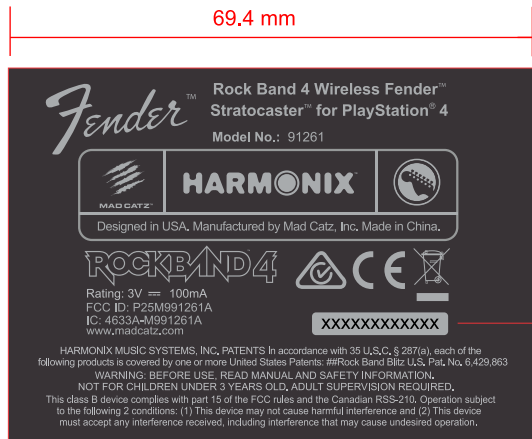 69.4 mm
Fender™
Rock Band 4 Wireless Fender™
Stratocaster™ for PlayStation® 4
Model No.: 91261
MAD CATZ™
HARMONIX™
Designed in USA. Manufactured by Mad Catz, Inc. Made in China.
ROCKBAND 4
Rating: 3V 100mA
FCC ID: P25M991261A
IC: 4633A-M991261A
www.madcatz.com
CE
XXXXXXXXXXXX
HARMONIX MUSIC SYSTEMS, INC. PATENTS In accordance with 35 U.S.C. § 287(a), each of the
following products is covered by one or more United States Patents: ##Rock Band Blitz U.S. Pat. No. 6,429,863
WARNING: BEFORE USE, READ MANUAL AND SAFETY INFORMATION.
NOT FOR CHILDREN UNDER 3 YEARS OLD. ADULT SUPERVISION REQUIRED.
This class B device complies with part 15 of the FCC rules and the Canadian RSS-210. Operation subject
to the following 2 conditions: (1) This device may not cause harmful interference and (2) This device
must accept any interference received, including interference that may cause undesired operation.